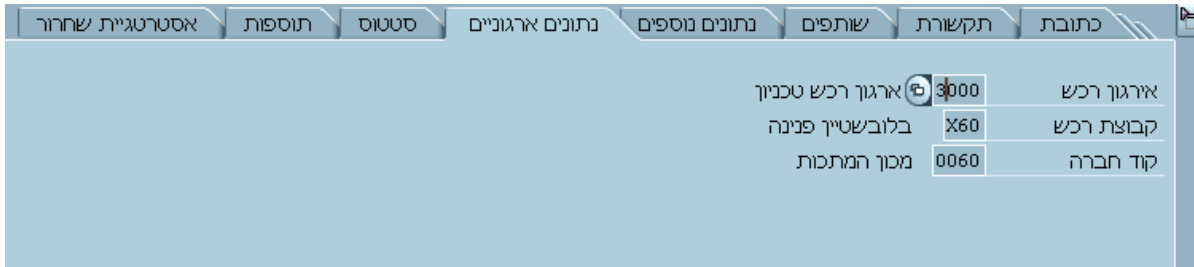 כתובת תקשורת שותפים נתונים נוספים נתונים ארגוניים סטטוס תוספות אסטרטגיית שחרור
אירגון רכש 3000 ארגון רכש טכניון
קבוצת רכש X60 בלובשטיין פנינה
קוד חברה 0060 מכון המתכות